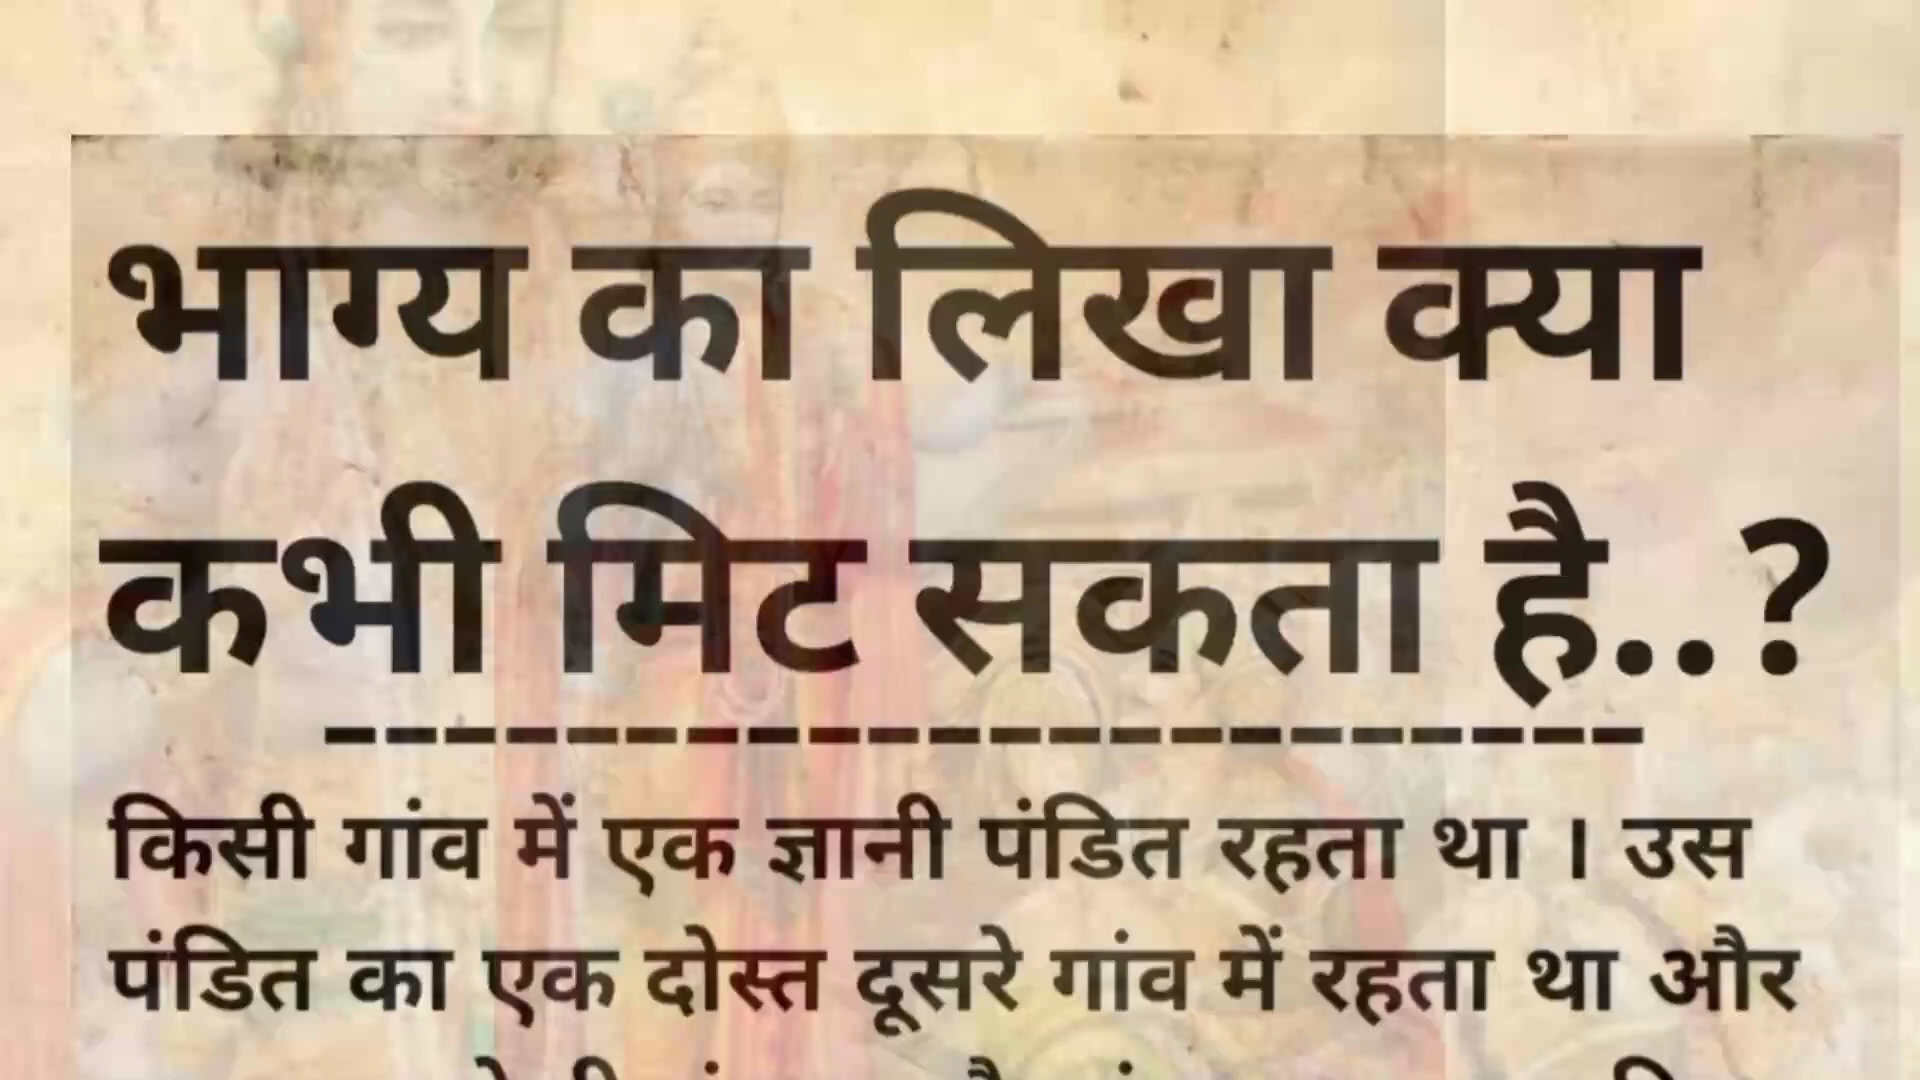 भाग्य का लिखा क्या
कभी मिट सकता है..?
----------------------
किसी गांव में एक ज्ञानी पंडित रहता था । उस
पंडित का एक दोस्त दूसरे गांव में रहता था और